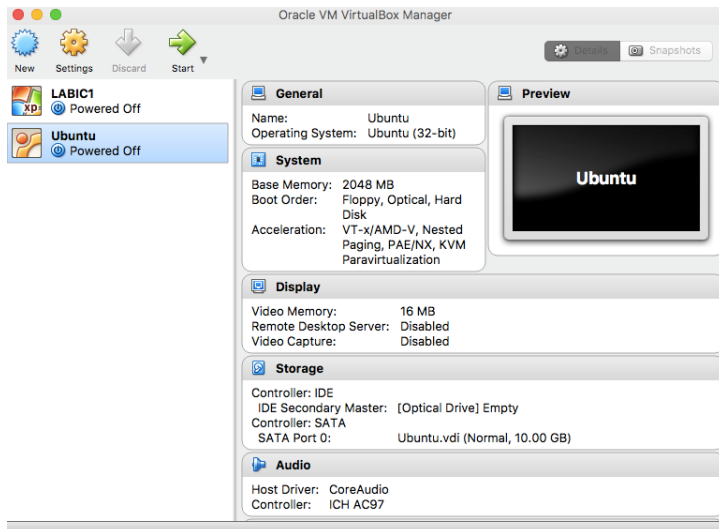 Oracle VM VirtualBox Manager
New Settings Discard Start
Details Snapshots
xp
LABIC1
Powered Off
Ubuntu
Powered Off
General
Name: Ubuntu
Operating System: Ubuntu (32-bit)
System
Base Memory: 2048 MB
Boot Order: Floppy, Optical, Hard
Disk
Acceleration: VT-x/AMD-V, Nested
Paging, PAE/NX, KVM
Paravirtualization
Preview
Ubuntu
Display
Video Memory: 16 MB
Remote Desktop Server: Disabled
Video Capture: Disabled
Storage
Controller: IDE
IDE Secondary Master: [Optical Drive] Empty
Controller: SATA
SATA Port 0: Ubuntu.vdi (Normal, 10.00 GB)
Audio
Host Driver: CoreAudio
Controller: ICH AC97